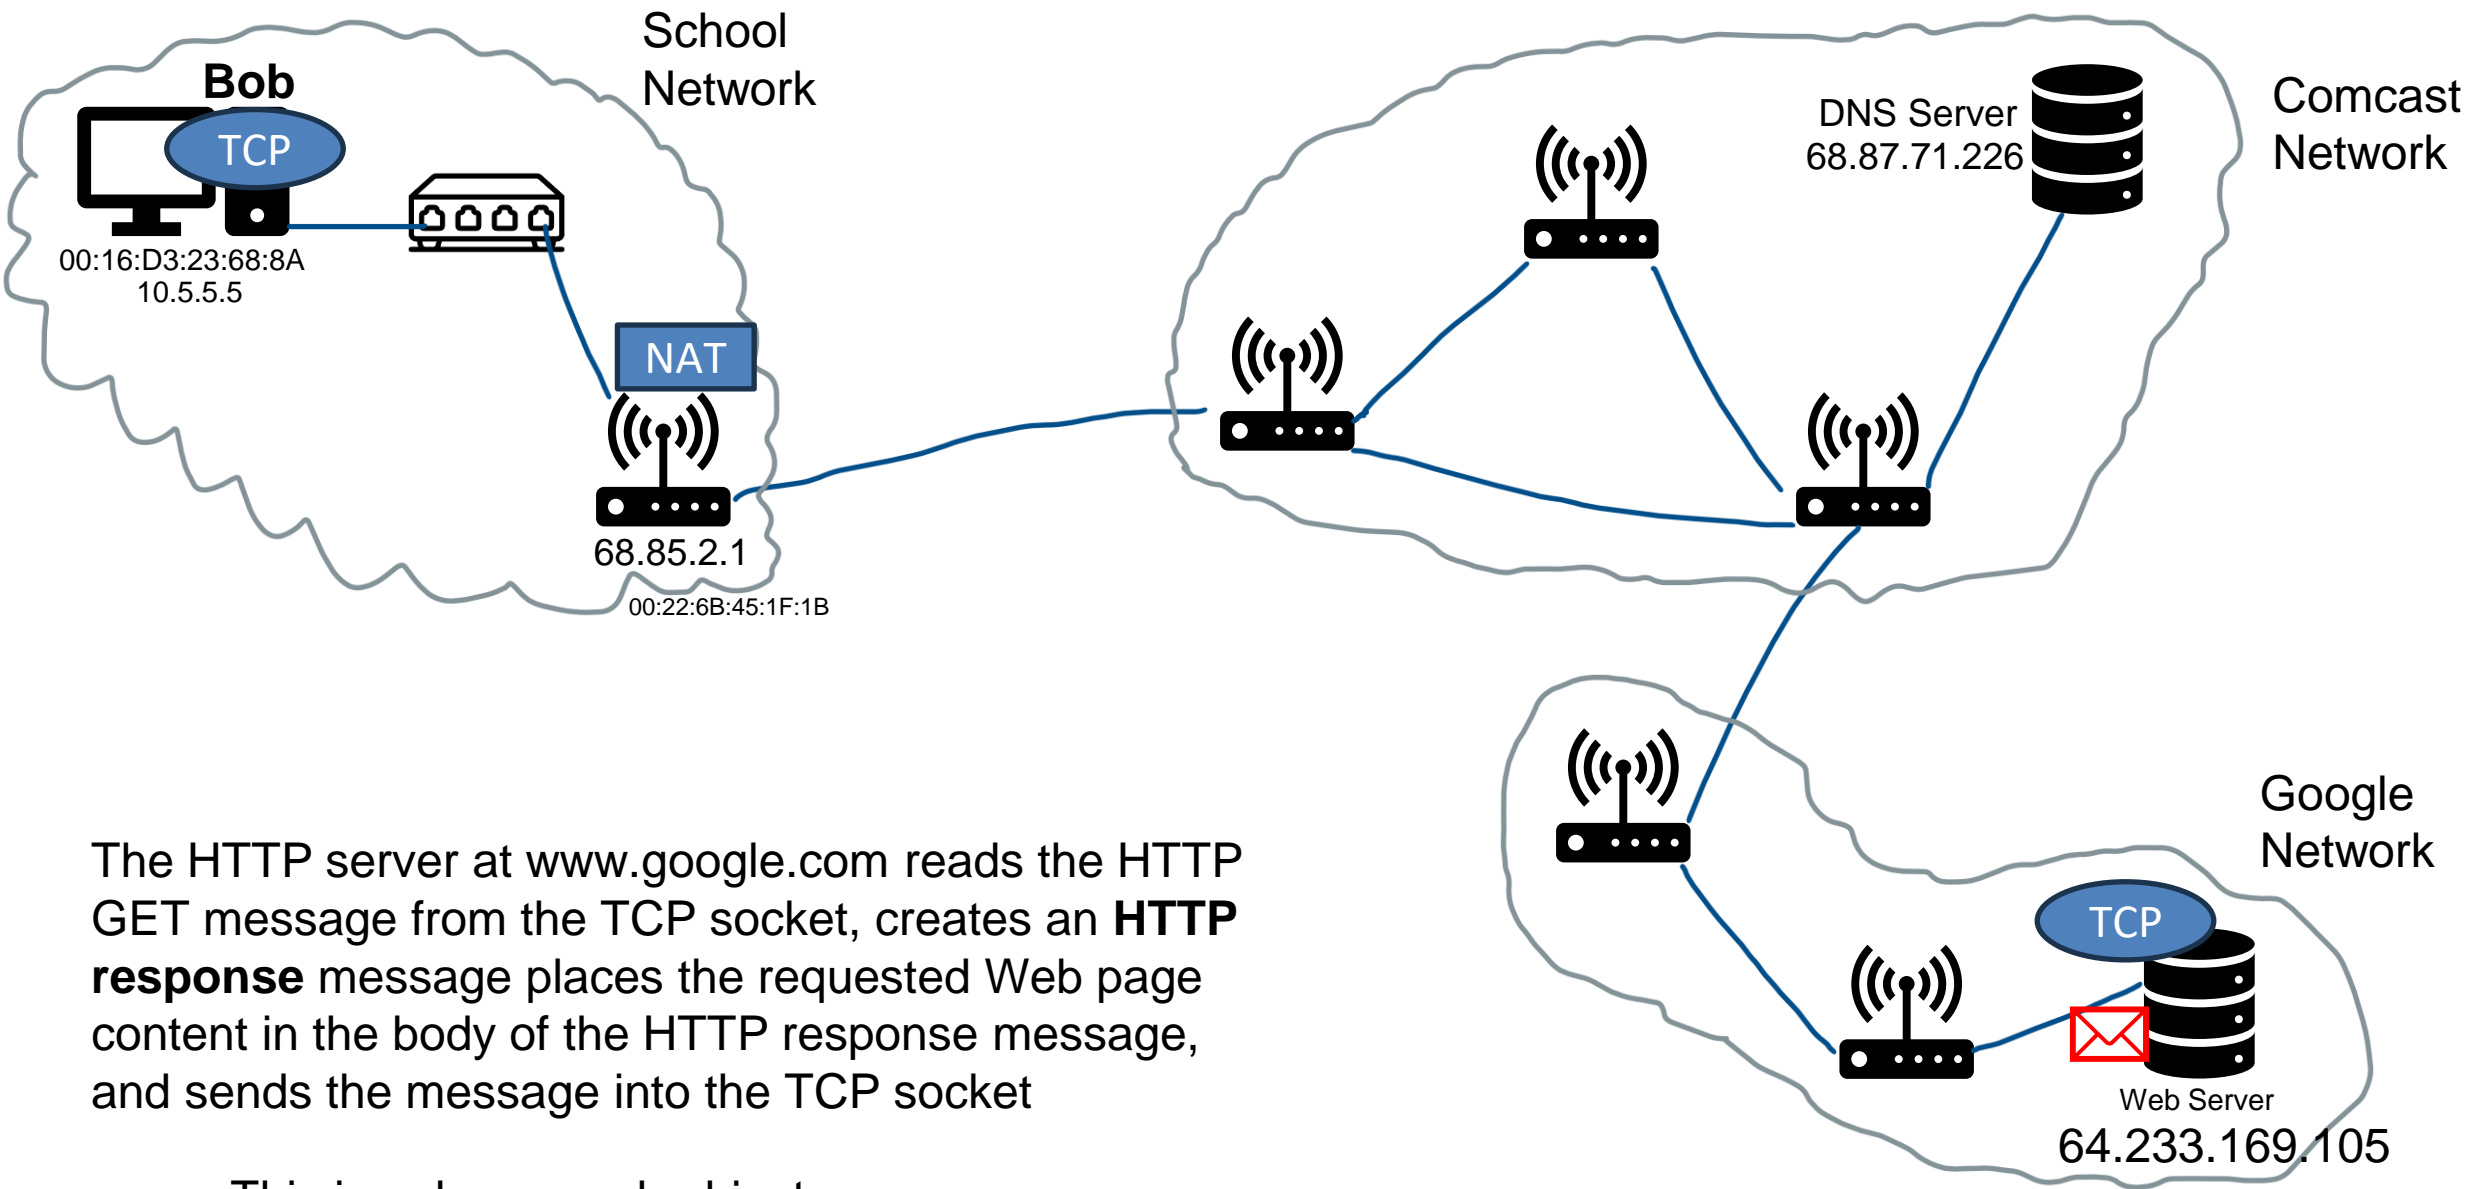 School
Network
Bob
TCP
00:16:D3:23:68:8A
10.5.5.5
NAT
68.85.2.1
00:22:6B:45:1F:1B
DNS Server
68.87.71.226
Comcast
Network
Google
Network
TCP
Web Server
64.233.169.105
The HTTP server at www.google.com reads the HTTP
GET message from the TCP socket, creates an HTTP
response message places the requested Web page
content in the body of the HTTP response message,
and sends the message into the TCP socket